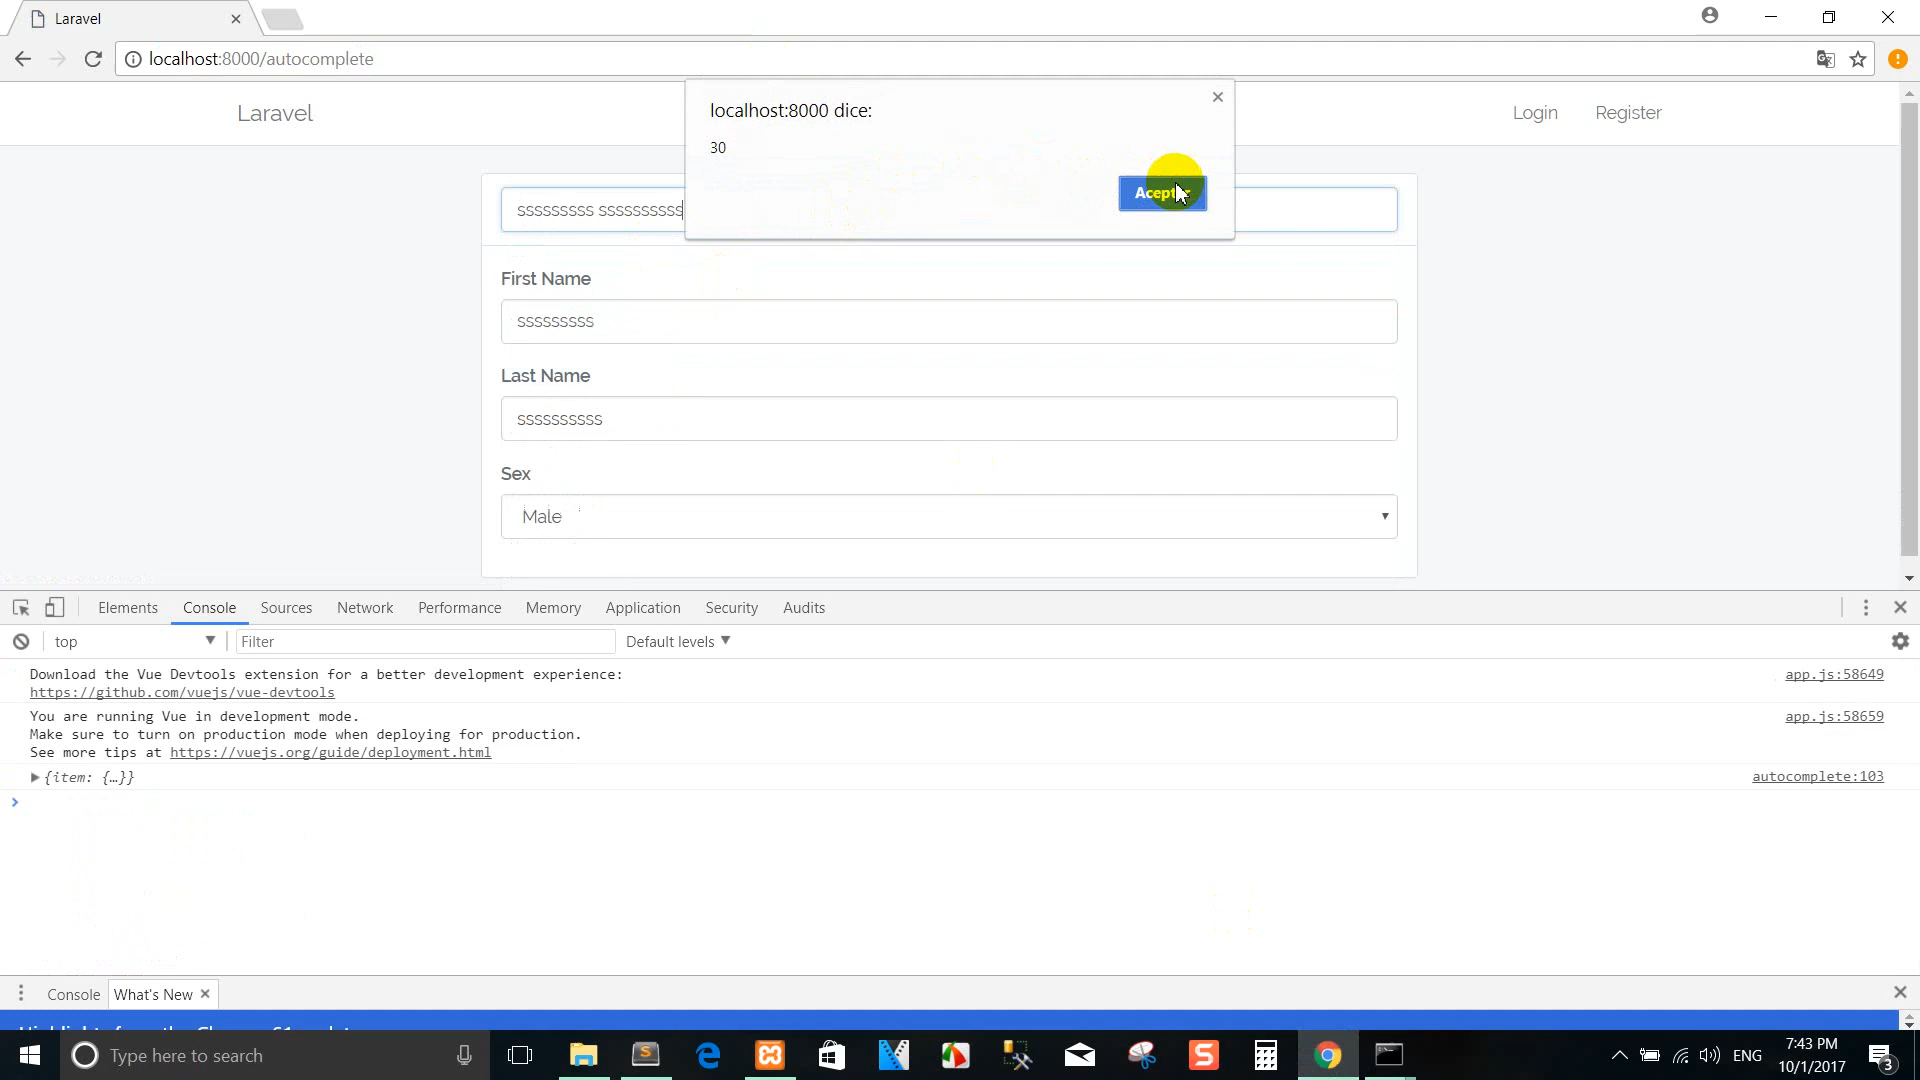 Laravel
localhost:8000/autocomplete
Laravel
Login
Register
localhost:8000 dice:
30
Aceptar
sssssssss ssssssssss
First Name
sssssssss
Last Name
ssssssssss
Sex
Male
Elements Console Sources Network Performance Memory Application Security Audits
top
Filter
Default levels
Download the Vue Devtools extension for a better development experience:
app.js:58649
https://github.com/vuejs/vue-devtools
You are running Vue in development mode.
app.js:58659
Make sure to turn on production mode when deploying for production.
See more tips at https://vuejs.org/guide/deployment.html
{item: {…}}
autocomplete:103
Console What's New
Type here to search
ENG
7:43 PM
10/1/2017
3